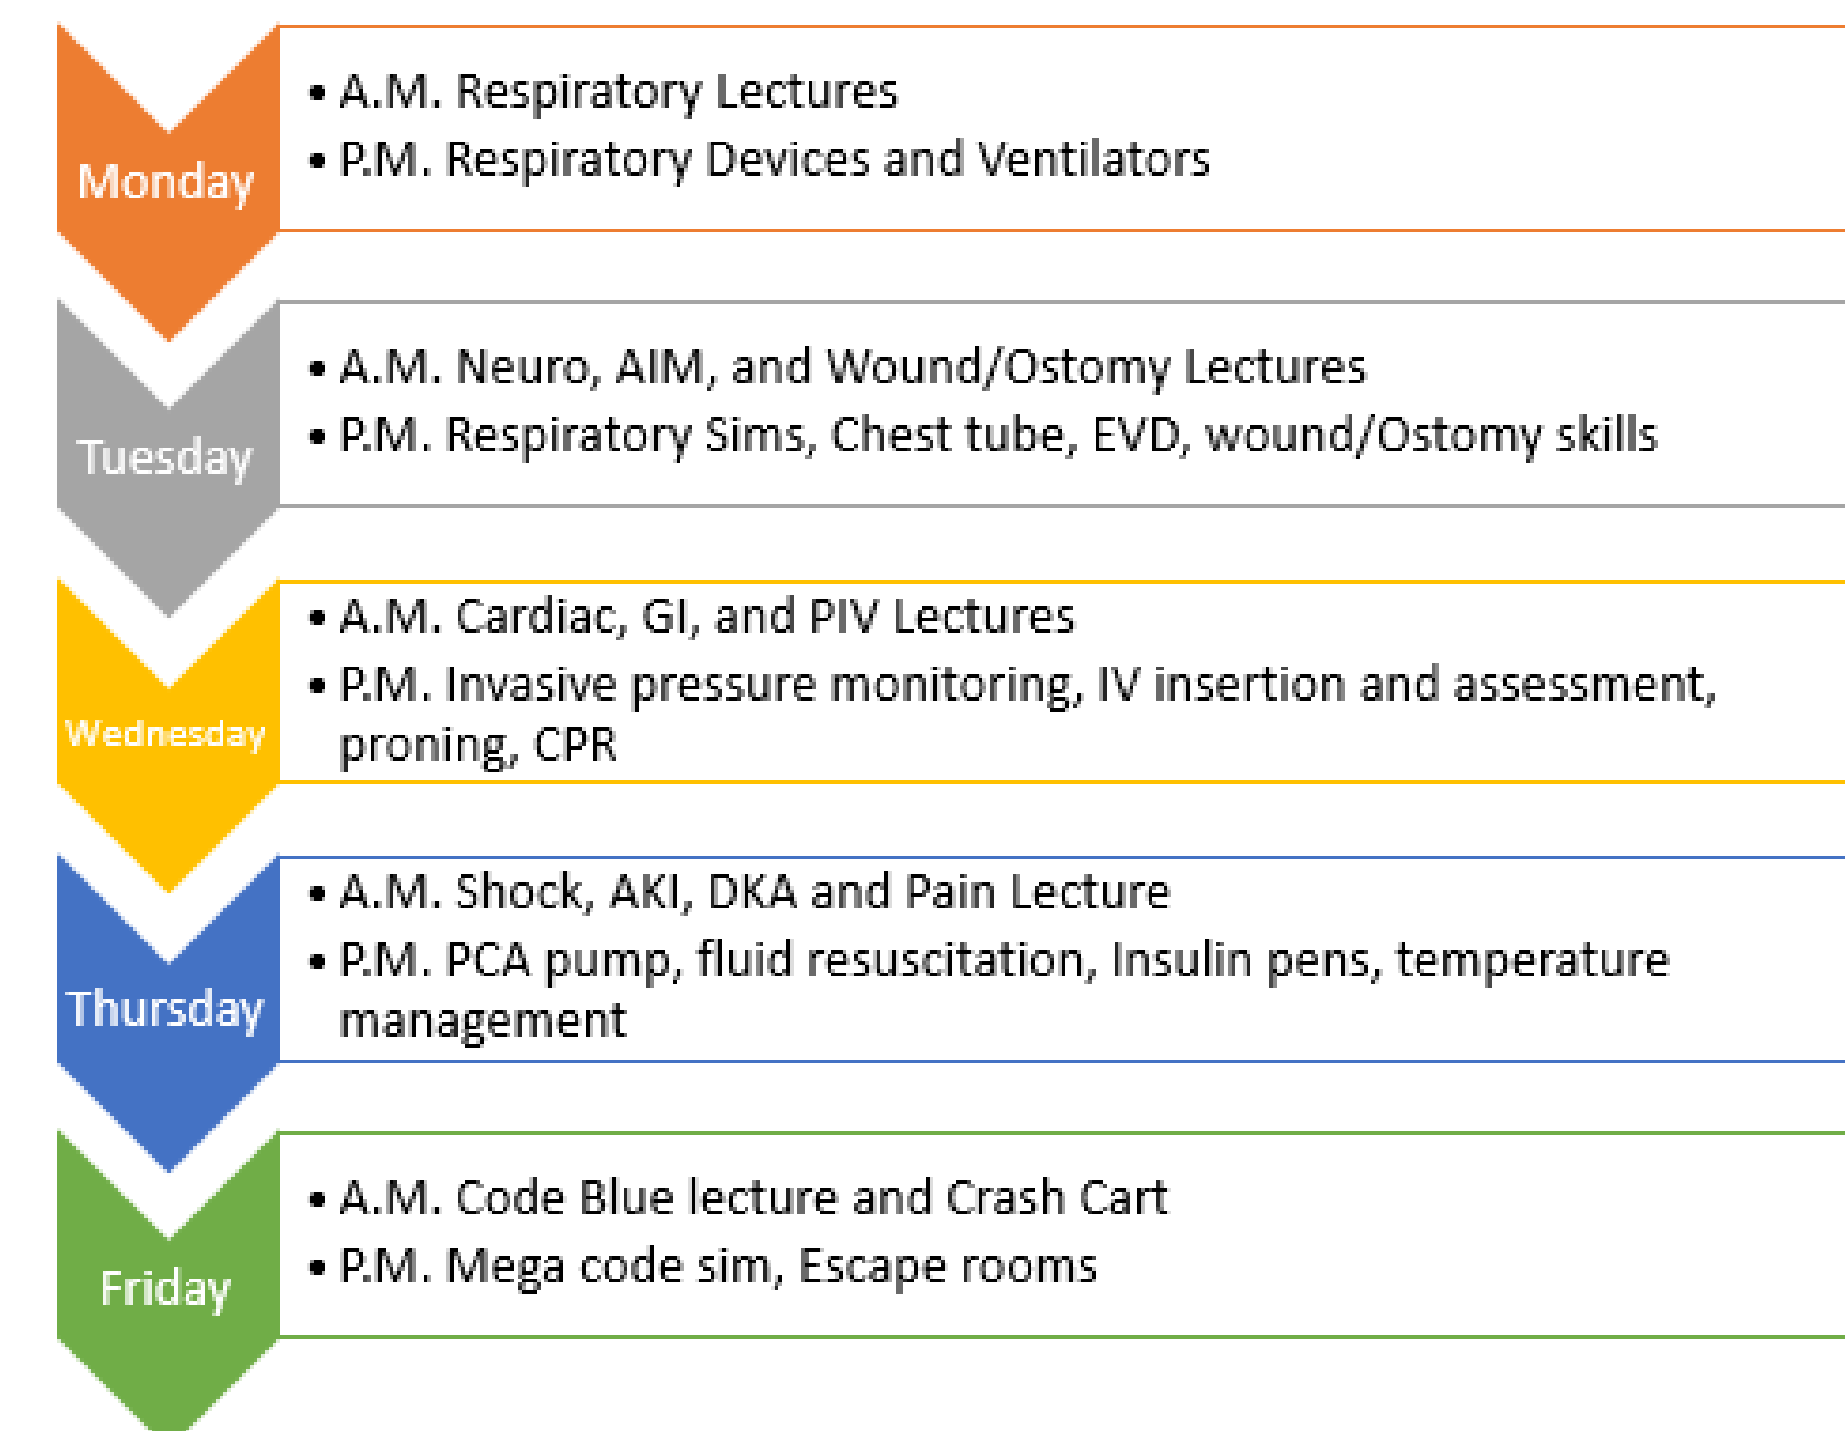 Monday
• A.M. Respiratory Lectures
• P.M. Respiratory Devices and Ventilators
Tuesday
• A.M. Neuro, AIM, and Wound/Ostomy Lectures
• P.M. Respiratory Sims, Chest tube, EVD, wound/Ostomy skills
Wednesday
• A.M. Cardiac, GI, and PIV Lectures
• P.M. Invasive pressure monitoring, IV insertion and assessment,
proning, CPR
Thursday
• A.M. Shock, AKI, DKA and Pain Lecture
• P.M. PCA pump, fluid resuscitation, Insulin pens, temperature
management
Friday
• A.M. Code Blue lecture and Crash Cart
• P.M. Mega code sim, Escape rooms